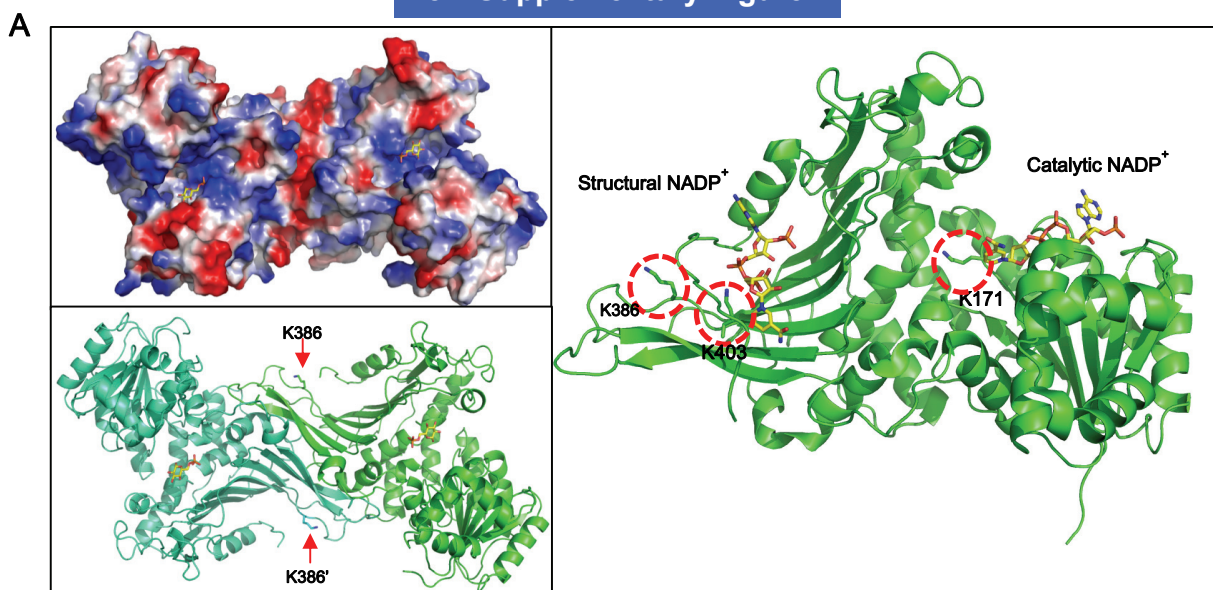 A
Structural NADP+
Catalytic NADP+
K386
K403
K171
K386
K386'